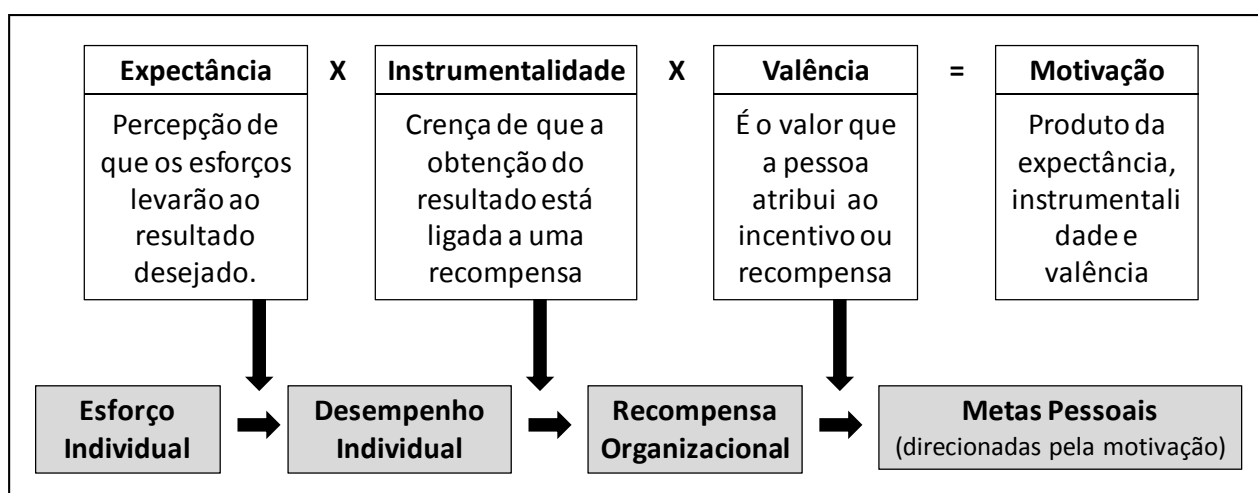 Expectância X Instrumentalidade X Valência = Motivação
Percepção de
que os esforços
levarão ao
resultado
desejado.
Crença de que a
obtenção do
resultado está
ligada a uma
recompensa
É o valor que
a pessoa
atribui ao
incentivo ou
recompensa
Produto da
expectância,
instrumentali
dade e
valência
Esforço
Individual
Desempenho
Individual
Recompensa
Organizacional
Metas Pessoais
(direcionadas pela motivação)